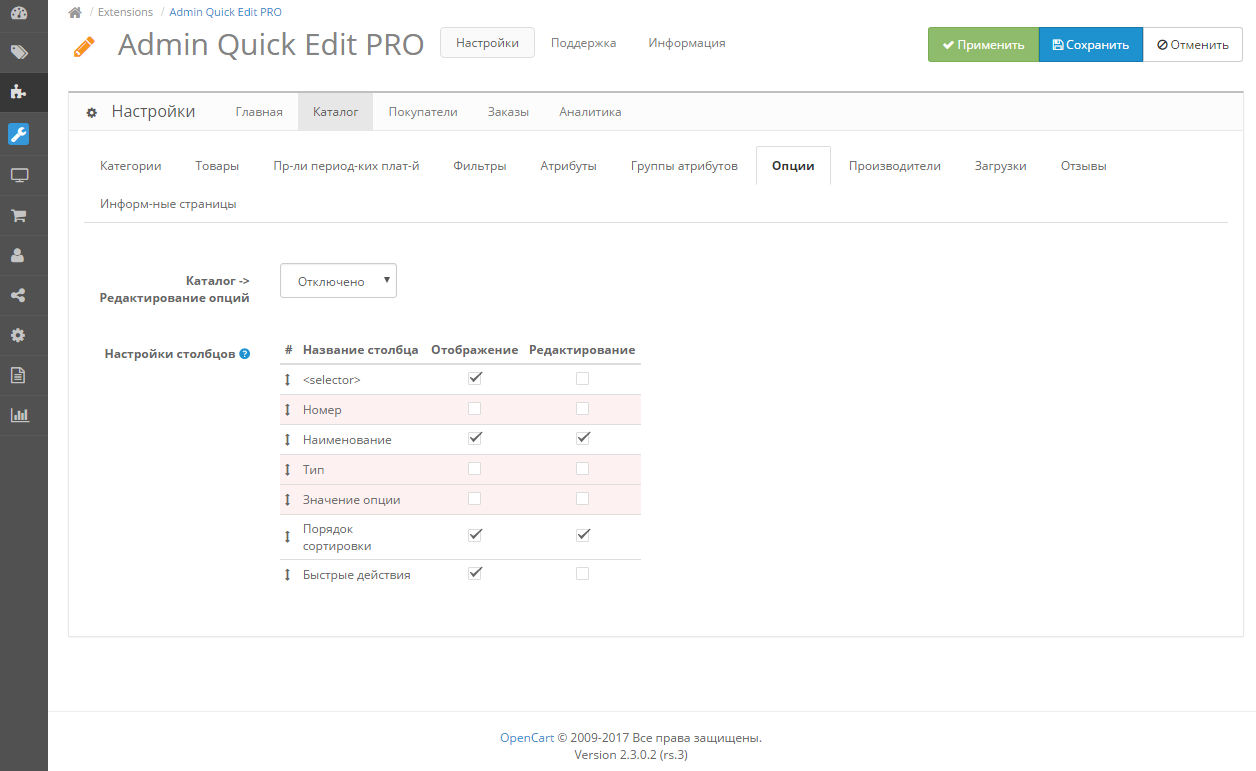 / Extensions / Admin Quick Edit PRO
Admin Quick Edit PRO Настройки Поддержка Информация Применить Сохранить Отменить
Настройки Главная Каталог Покупатели Заказы Аналитика
Категории Товары Пр-ли период-ких плат-й Фильтры Атрибуты Группы атрибутов Опции Производители Загрузки Отзывы
Информ-ные страницы
Каталог ->
Редактирование опций
Отключено
Настройки столбцов ?
# Название столбца Отображение Редактирование
<selector>
Номер
Наименование
Тип
Значение опции
Порядок
сортировки
Быстрые действия
OpenCart © 2009-2017 Все права защищены.
Version 2.3.0.2 (rs.3)